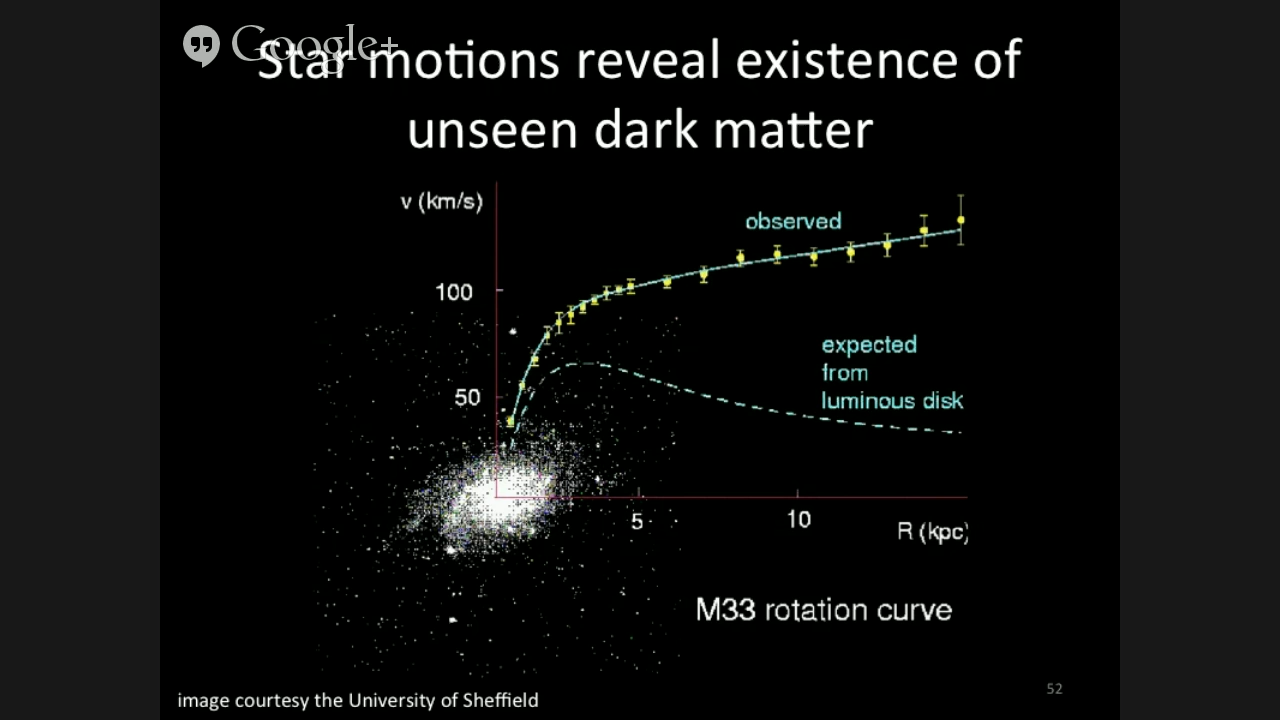 Google+
Star motions reveal existence of
unseen dark matter
v (km/s)
observed
100
expected
from
luminous disk
50
5
10
R (kpc)
M33 rotation curve
52
image courtesy the University of Sheffield